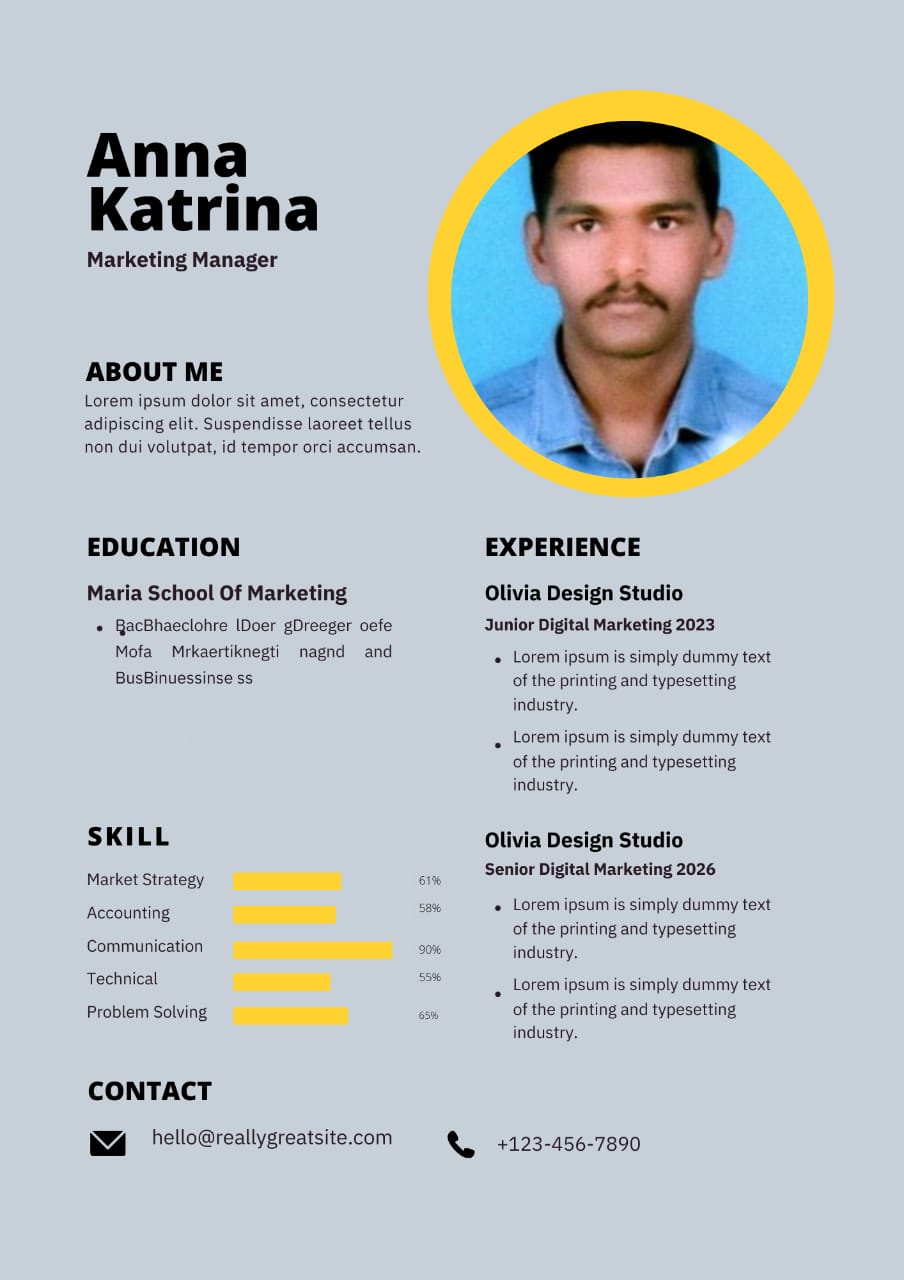 Anna
Katrina
Marketing Manager
ABOUT ME
Lorem ipsum dolor sit amet, consectetur
adipiscing elit. Suspendisse laoreet tellus
non dui volutpat, id tempor orci accumsan.
EDUCATION
Maria School Of Marketing
• BacBhaeclohre lDoer gDreeger oefe
Mofa Mrkaertiknegti nagnd and
BusBinuessinse ss
SKILL
Market Strategy 61%
Accounting 58%
Communication 90%
Technical 55%
Problem Solving 65%
EXPERIENCE
Olivia Design Studio
Junior Digital Marketing 2023
• Lorem ipsum is simply dummy text
of the printing and typesetting
industry.
• Lorem ipsum is simply dummy text
of the printing and typesetting
industry.
Olivia Design Studio
Senior Digital Marketing 2026
• Lorem ipsum is simply dummy text
of the printing and typesetting
industry.
• Lorem ipsum is simply dummy text
of the printing and typesetting
industry.
CONTACT
hello@reallygreatsite.com
+123-456-7890